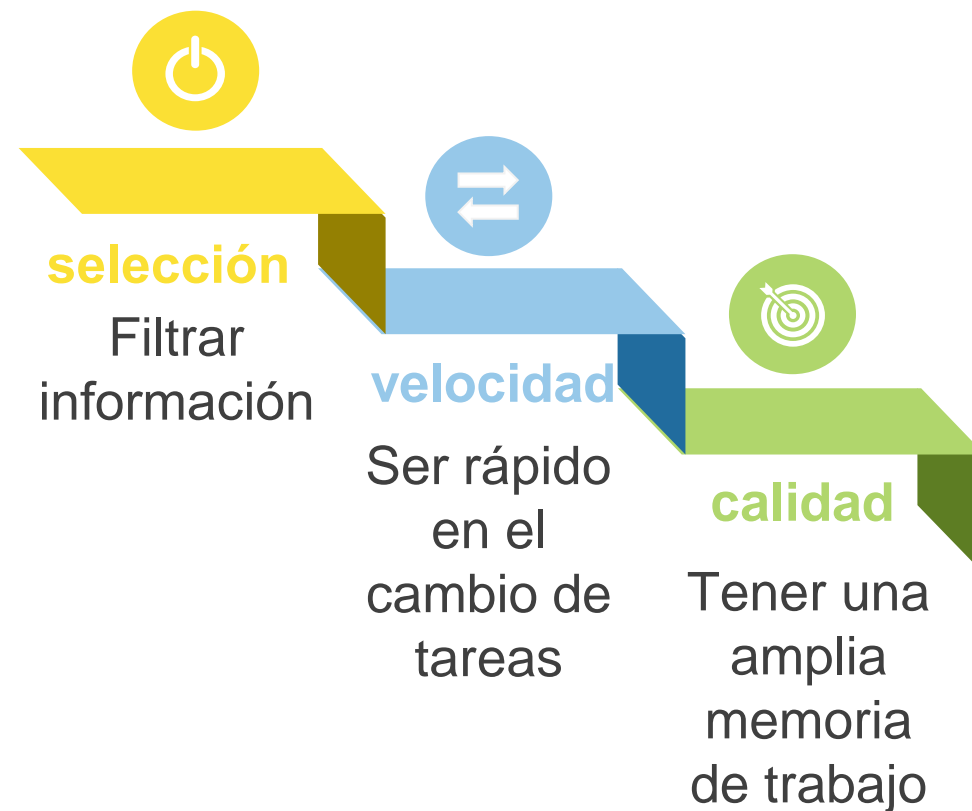 selección
Filtrar
información
velocidad
Ser rápido
en el
cambio de
tareas
calidad
Tener una
amplia
memoria
de trabajo